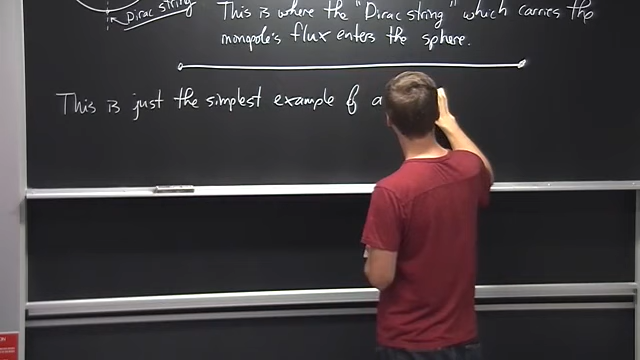 Dirac string
This is where the "Dirac string" which carries the
monopole's flux enters the sphere.
This is just the simplest example of a